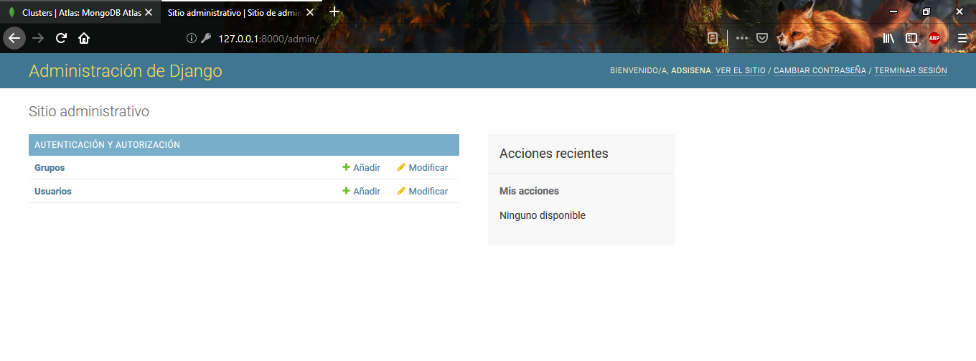 Clusters | Atlas: MongoDB Atlas
Sitio administrativo | Sitio de admin
127.0.0.1:8000/admin/
ABP
Administración de Django
BIENVENIDO/A, ADSISENA. VER EL SITIO / CAMBIAR CONTRASEÑA / TERMINAR SESIÓN
Sitio administrativo
AUTENTICACIÓN Y AUTORIZACIÓN
Grupos Añadir Modificar
Usuarios Añadir Modificar
Acciones recientes
Mis acciones
Ninguno disponible